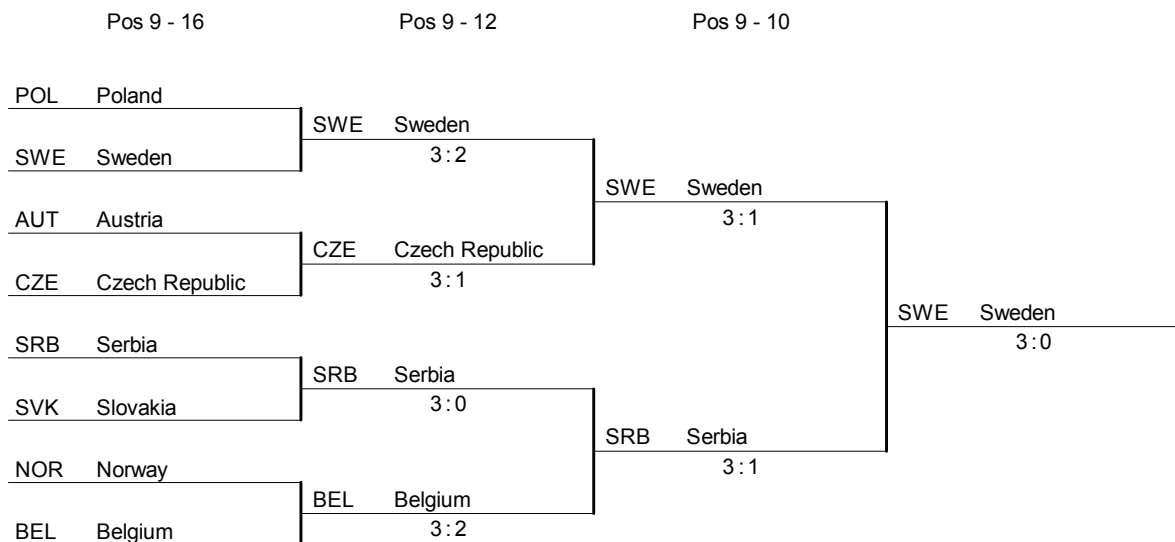 Pos 9 - 16 Pos 9 - 12 Pos 9 - 10
POL Poland
SWE Sweden
3 : 2
SWE Sweden
SWE Sweden
3 : 1
AUT Austria
CZE Czech Republic
3 : 1
CZE Czech Republic
SWE Sweden
3 : 0
SRB Serbia
SRB Serbia
3 : 0
SVK Slovakia
SRB Serbia
3 : 1
NOR Norway
BEL Belgium
3 : 2
BEL Belgium